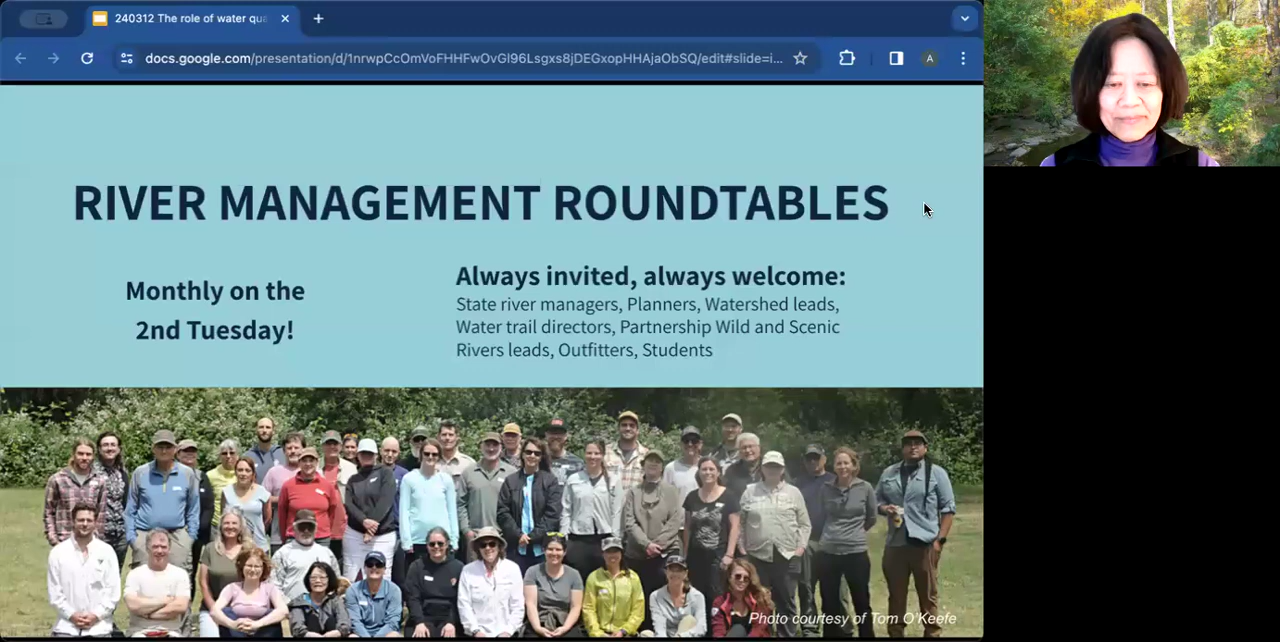 240312 The role of water qua
docs.google.com/presentation/d/1nrwpCcOmVoFHHFwOvGl96Lsgxs8jDEGxopHHAjaObSQ/edit#slide=i...
A
RIVER MANAGEMENT ROUNDTABLES
Monthly on the
2nd Tuesday!
Always invited, always welcome:
State river managers, Planners, Watershed leads,
Water trail directors, Partnership Wild and Scenic
Rivers leads, Outfitters, Students
Photo courtesy of Tom O'Keefe